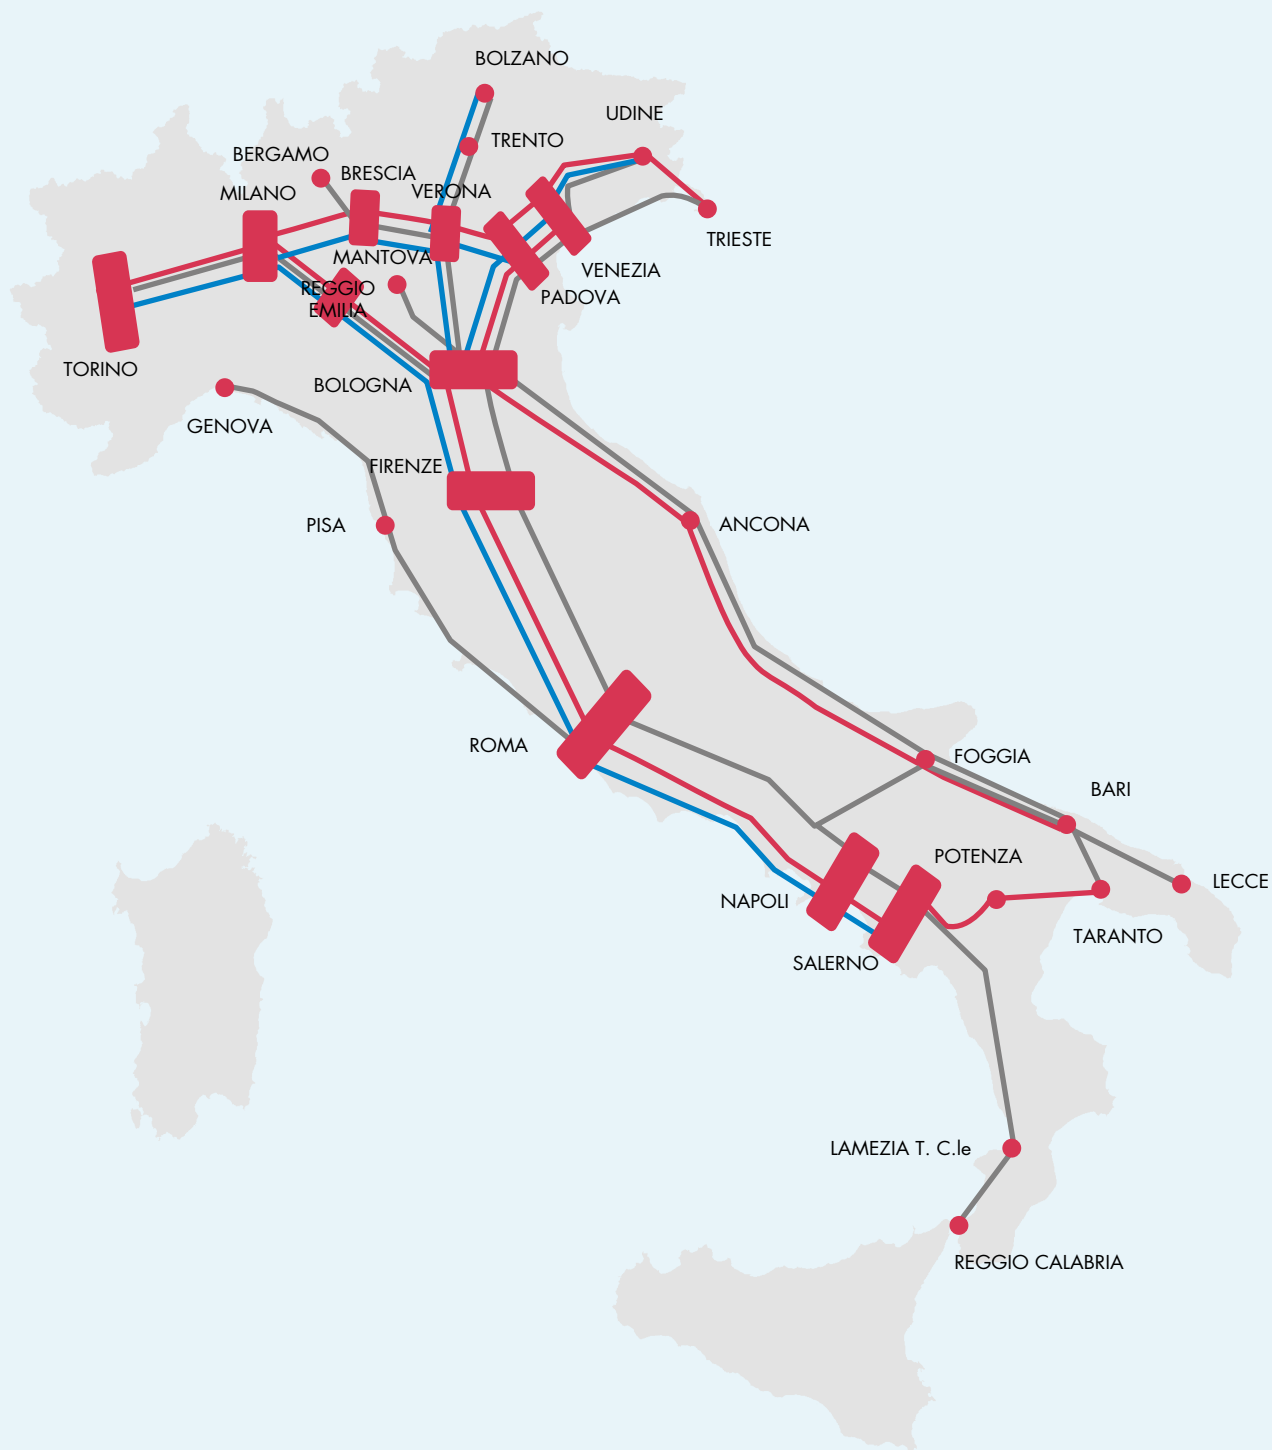 BOLZANO
UDINE
TRENTO
BERGAMO
BRESCIA
VERONA
MILANO
TRIESTE
MANTOVA
VENEZIA
REGGIO
EMILIA
PADOVA
TORINO
BOLOGNA
GENOVA
FIRENZE
PISA
ANCONA
ROMA
FOGGIA
BARI
POTENZA
LECCE
NAPOLI
TARANTO
SALERNO
LAMEZIA T. C.le
REGGIO CALABRIA